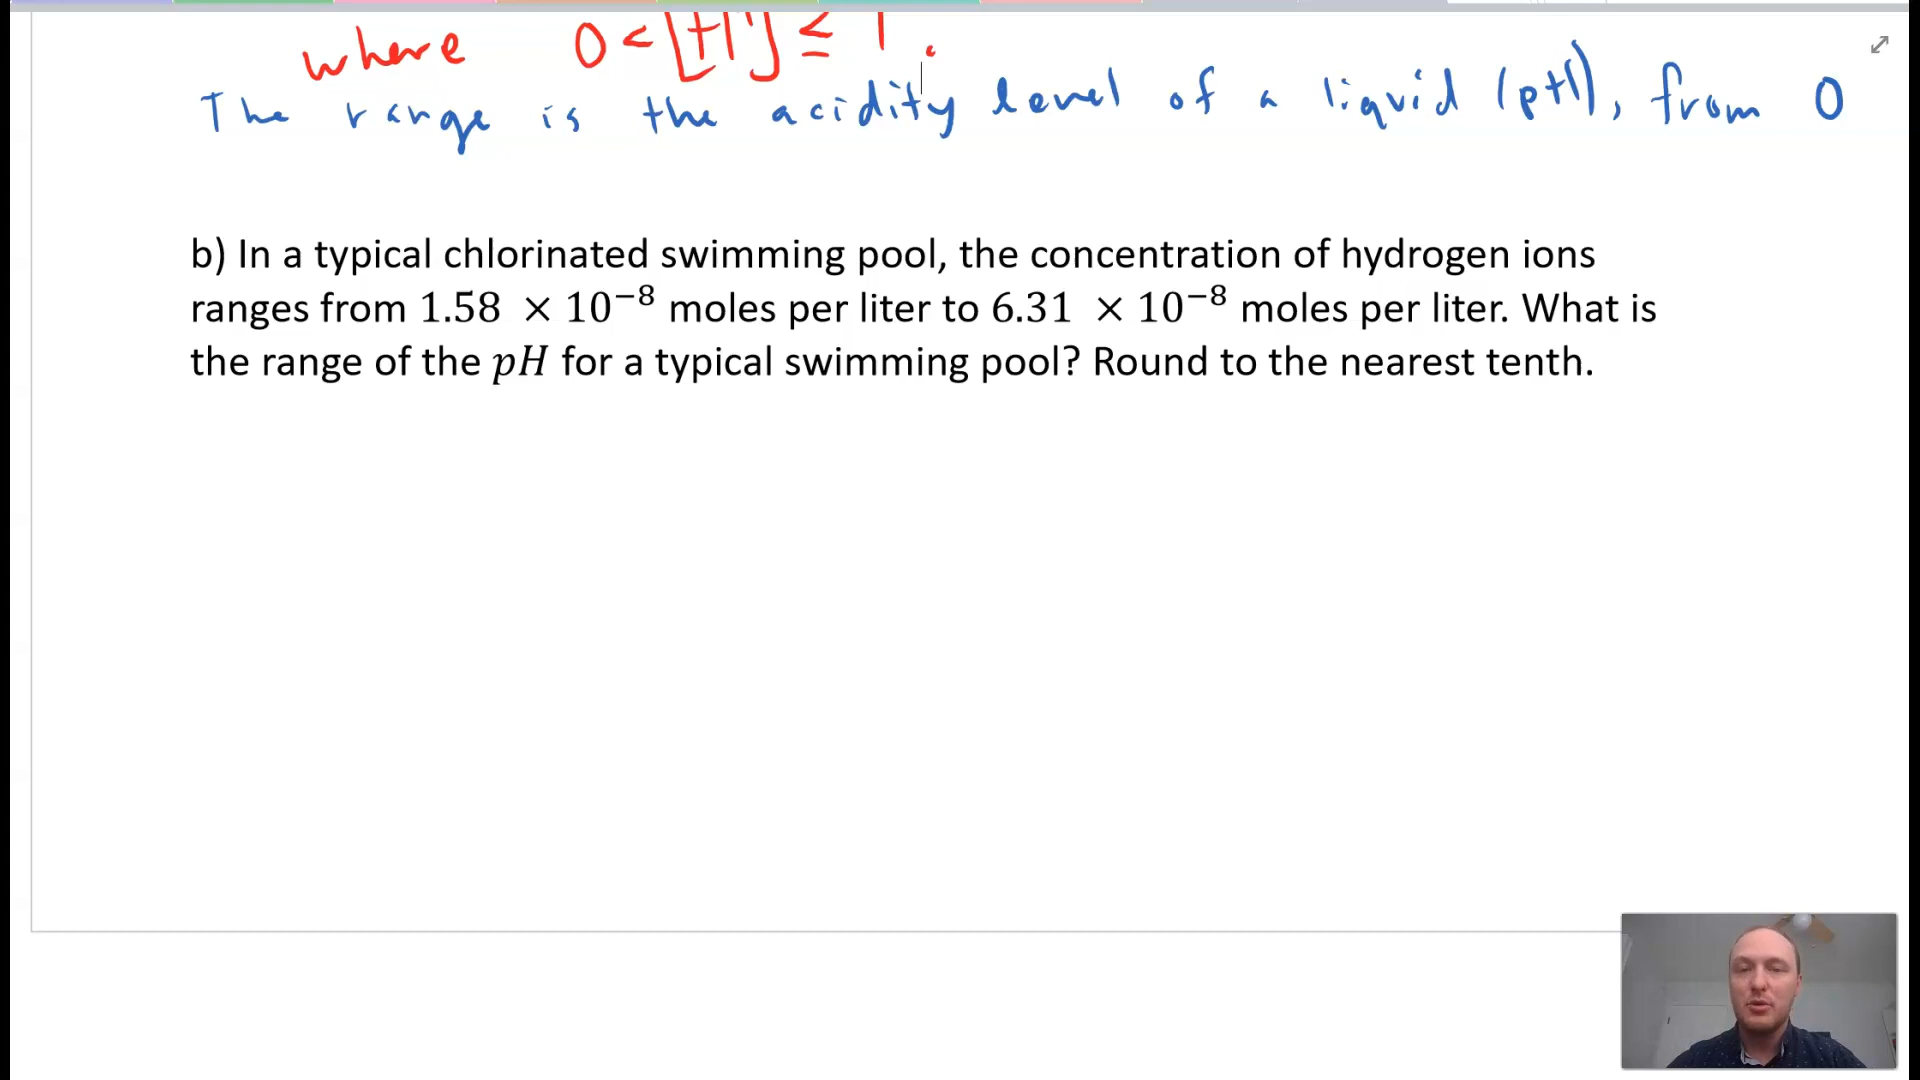 where 0 < [H⁺] ≤ 1.
The range is the acidity level of a liquid (pH), from 0
b) In a typical chlorinated swimming pool, the concentration of hydrogen ions
ranges from 1.58 × 10⁻⁸ moles per liter to 6.31 × 10⁻⁸ moles per liter. What is
the range of the pH for a typical swimming pool? Round to the nearest tenth.